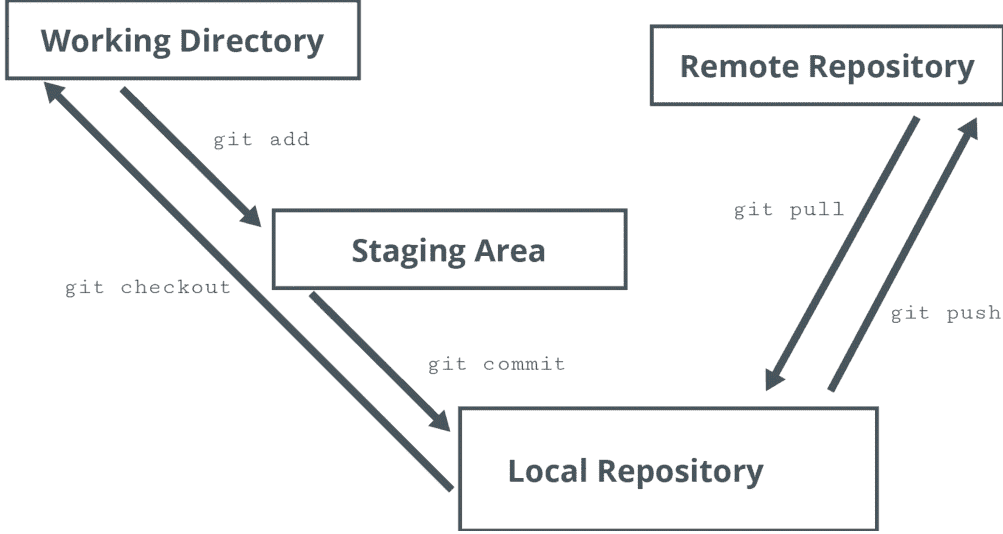 Working Directory
Remote Repository
git add
git pull
Staging Area
git checkout
git push
git commit
Local Repository